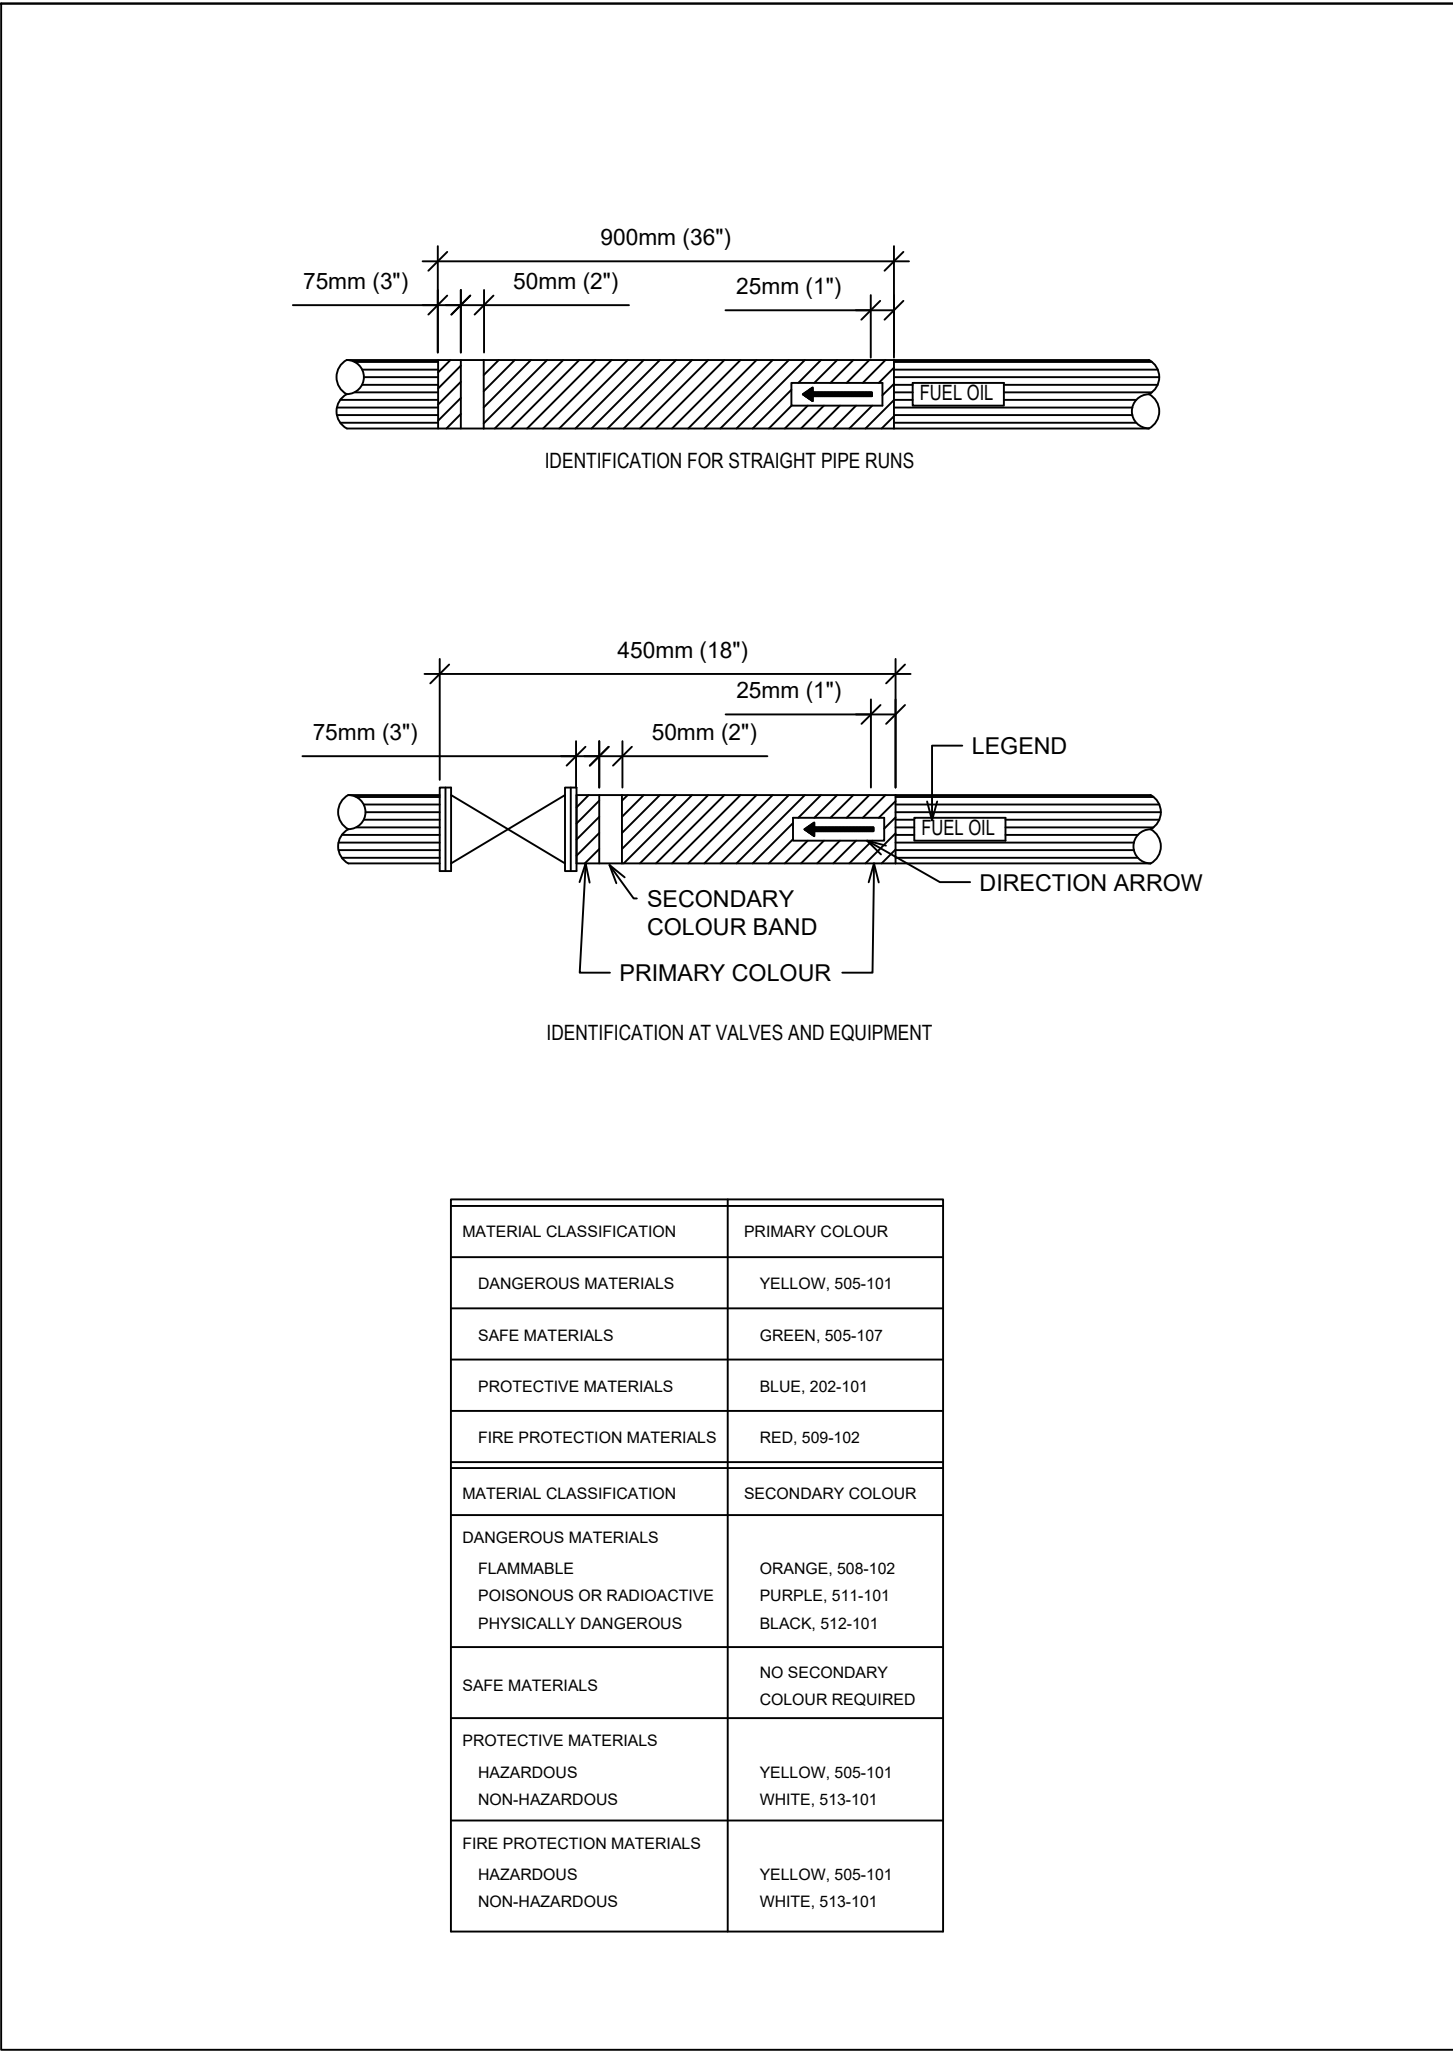 900mm (36")
75mm (3")
50mm (2")
25mm (1")
FUEL OIL
IDENTIFICATION FOR STRAIGHT PIPE RUNS
450mm (18")
25mm (1")
75mm (3")
50mm (2")
LEGEND
FUEL OIL
DIRECTION ARROW
SECONDARY
COLOUR BAND
PRIMARY COLOUR
IDENTIFICATION AT VALVES AND EQUIPMENT
MATERIAL CLASSIFICATION PRIMARY COLOUR
DANGEROUS MATERIALS YELLOW, 505-101
SAFE MATERIALS GREEN, 505-107
PROTECTIVE MATERIALS BLUE, 202-101
FIRE PROTECTION MATERIALS RED, 509-102
MATERIAL CLASSIFICATION SECONDARY COLOUR
DANGEROUS MATERIALS
FLAMMABLE ORANGE, 508-102
POISONOUS OR RADIOACTIVE PURPLE, 511-101
PHYSICALLY DANGEROUS BLACK, 512-101
SAFE MATERIALS NO SECONDARY
COLOUR REQUIRED
PROTECTIVE MATERIALS
HAZARDOUS YELLOW, 505-101
NON-HAZARDOUS WHITE, 513-101
FIRE PROTECTION MATERIALS
HAZARDOUS YELLOW, 505-101
NON-HAZARDOUS WHITE, 513-101